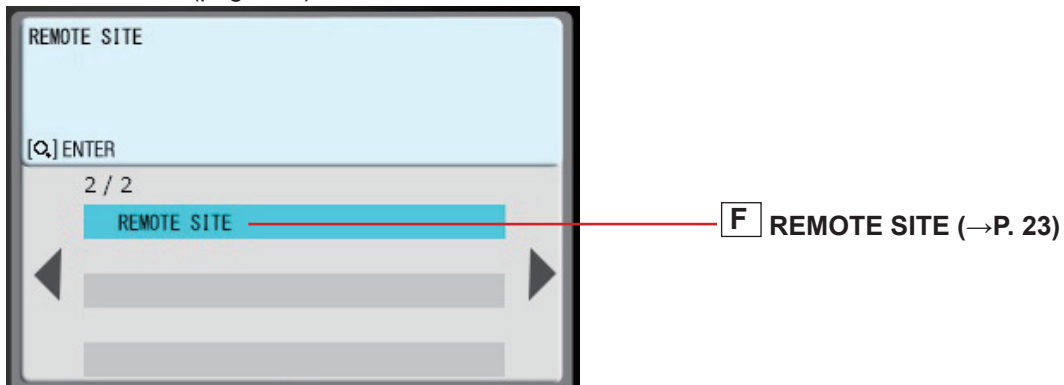 REMOTE SITE
[🔍] ENTER
2 / 2
REMOTE SITE
F REMOTE SITE (→P. 23)